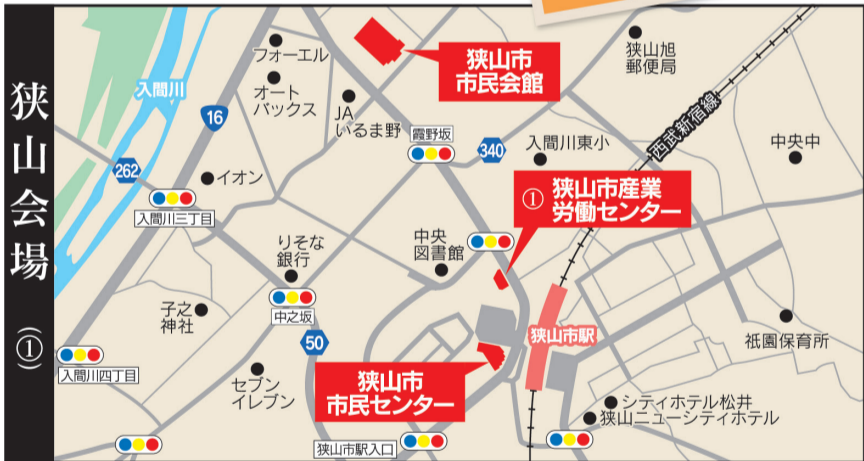 狭山会場
(①)
フォーエル
狭山市
市民会館
狭山旭
郵便局
入間川
オート
バックス
16
JA
いるま野
霞野坂
340
入間川東小
西武新宿線
中央中
262
イオン
入間川三丁目
① 狭山市産業
労働センター
中央
図書館
りそな
銀行
子之
神社
中之坂
50
狭山市駅
祇園保育所
入間川四丁目
セブン
イレブン
狭山市
市民センター
シティホテル松井
狭山ニューシティホテル
狭山市駅入口